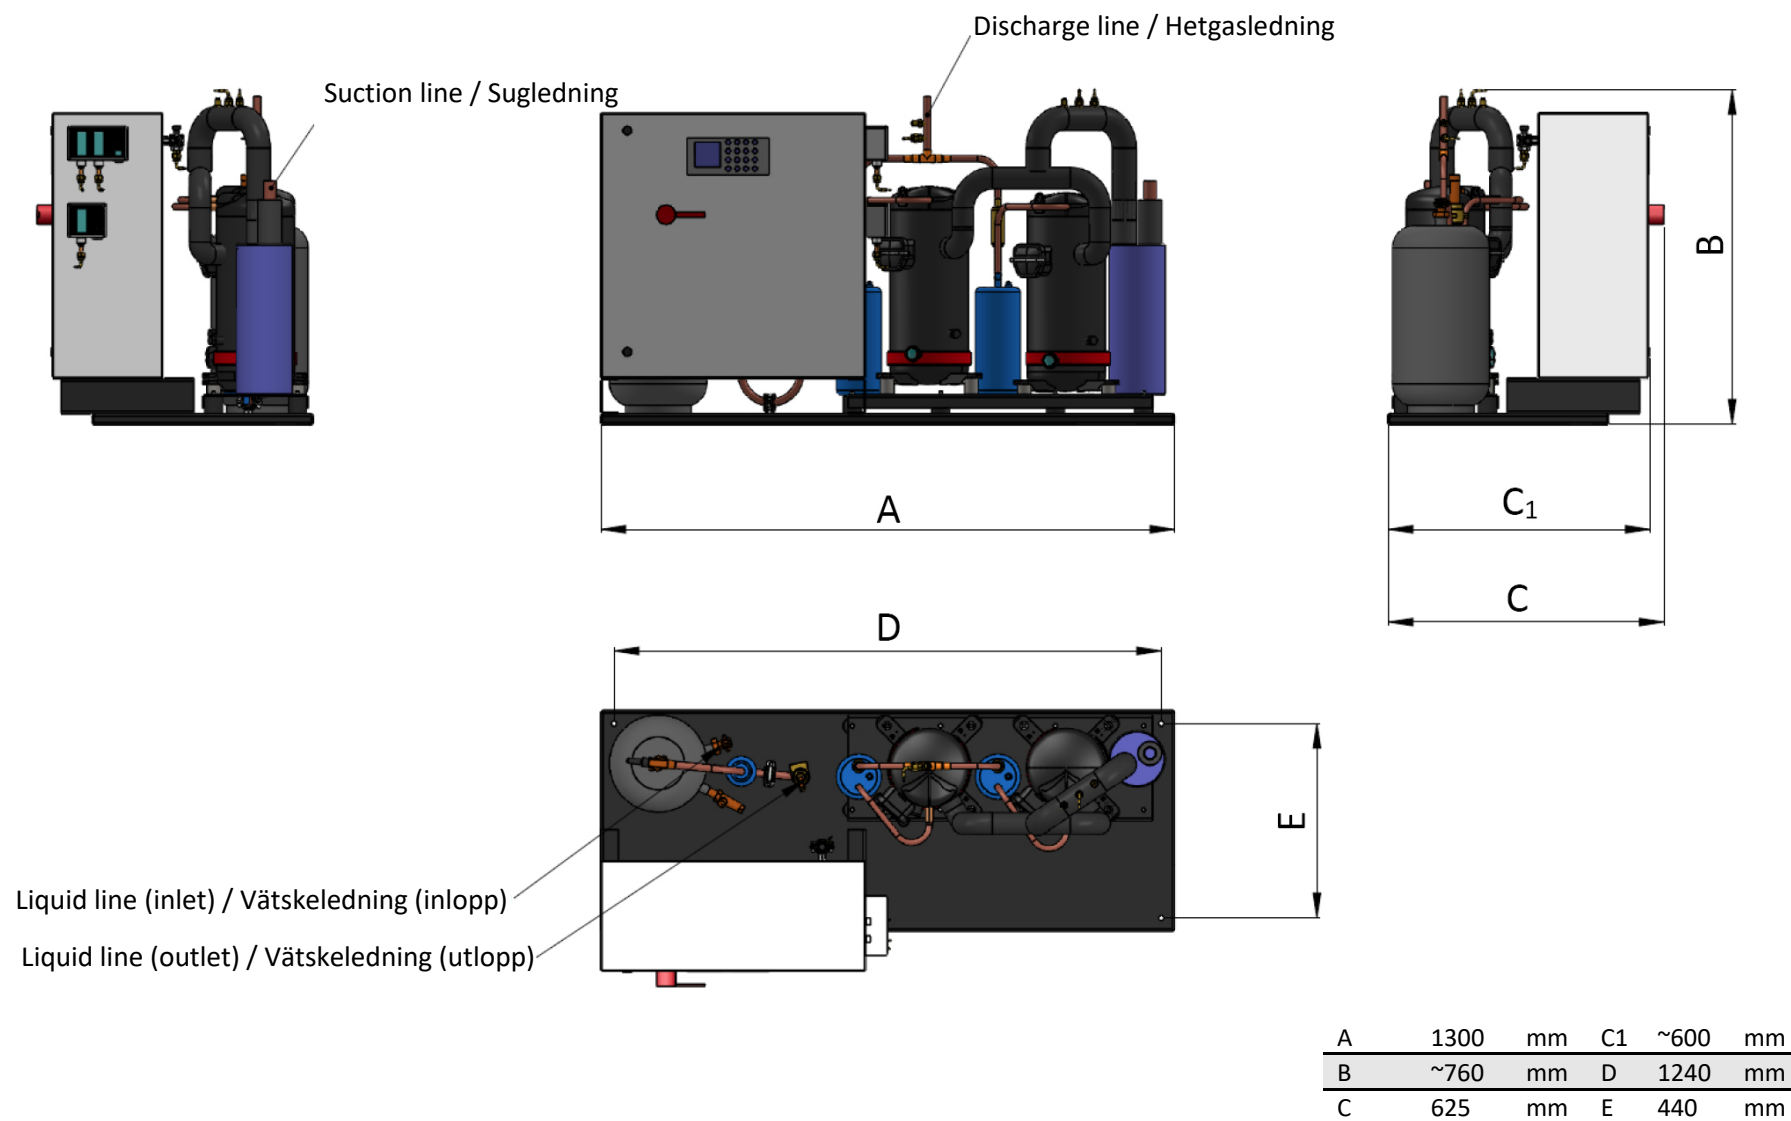 Discharge line / Hetgasledning
Suction line / Sugledning
B
A
C1
C
D
E
Liquid line (inlet) / Vätskeledning (inlopp)
Liquid line (outlet) / Vätskeledning (utlopp)
A 1300 mm C1 ~600 mm
B ~760 mm D 1240 mm
C 625 mm E 440 mm